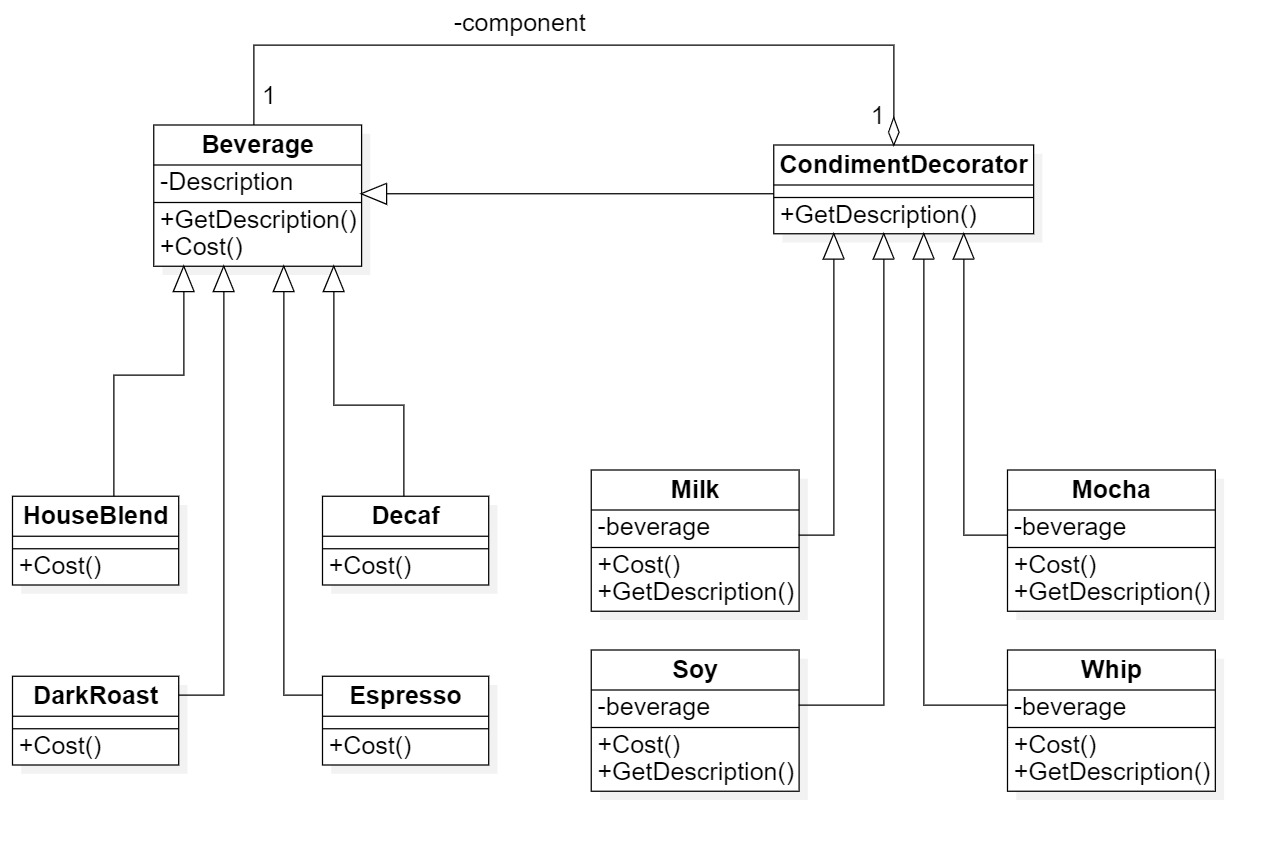 -component
1
1
Beverage
-Description
+GetDescription()
+Cost()
CondimentDecorator
+GetDescription()
HouseBlend
+Cost()
Decaf
+Cost()
DarkRoast
+Cost()
Espresso
+Cost()
Milk
-beverage
+Cost()
+GetDescription()
Mocha
-beverage
+Cost()
+GetDescription()
Soy
-beverage
+Cost()
+GetDescription()
Whip
-beverage
+Cost()
+GetDescription()